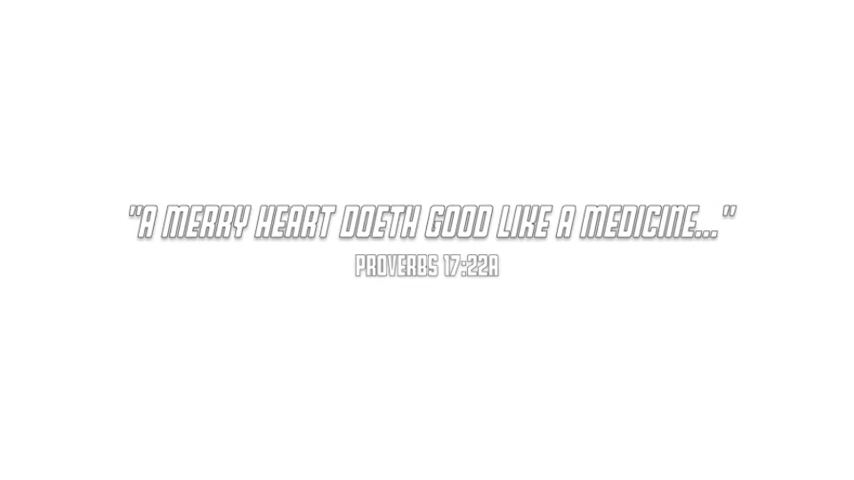 "A MERRY HEART DOETH GOOD LIKE A MEDICINE..."
PROVERBS 17:22A